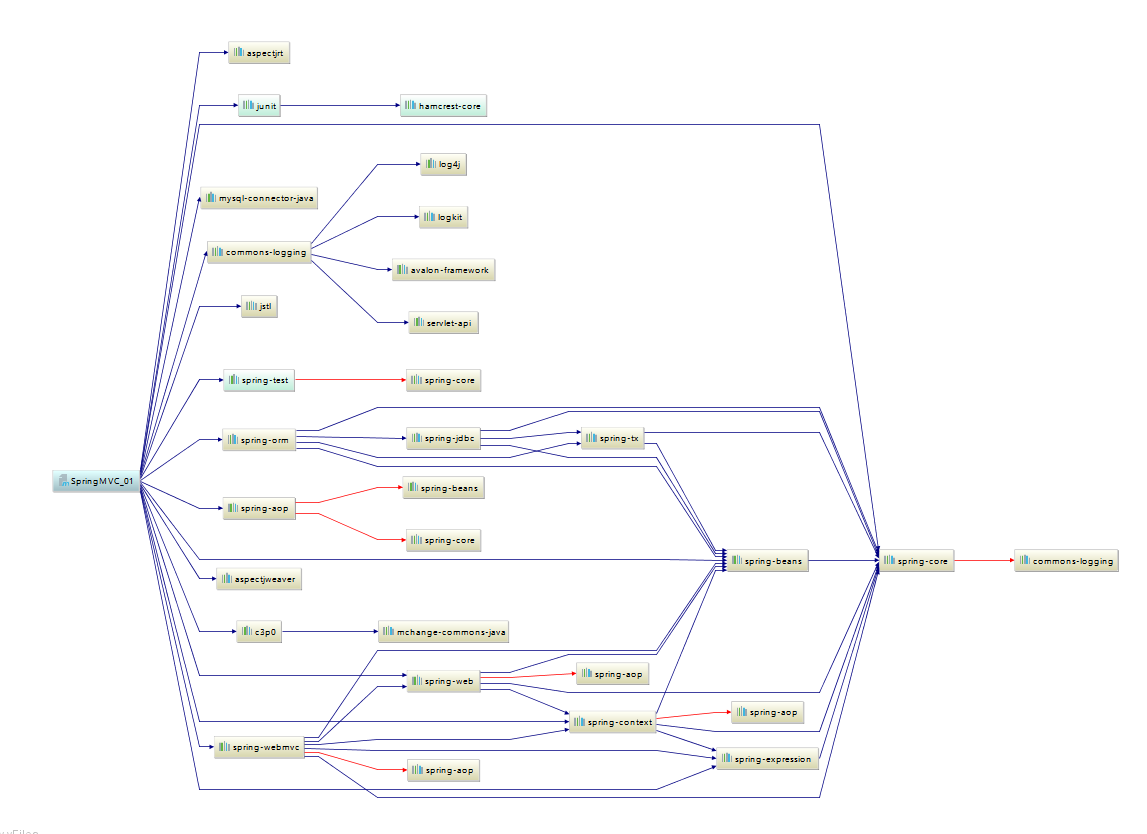 aspectjrt
junit
hamcrest-core
log4j
mysql-connector-java
logkit
commons-logging
avalon-framework
jstl
servlet-api
spring-test
spring-core
spring-orm
spring-jdbc
spring-tx
SpringMVC_01
spring-beans
spring-aop
spring-core
spring-beans
spring-core
commons-logging
aspectjweaver
c3p0
mchange-commons-java
spring-web
spring-aop
spring-context
spring-aop
spring-webmvc
spring-expression
spring-aop